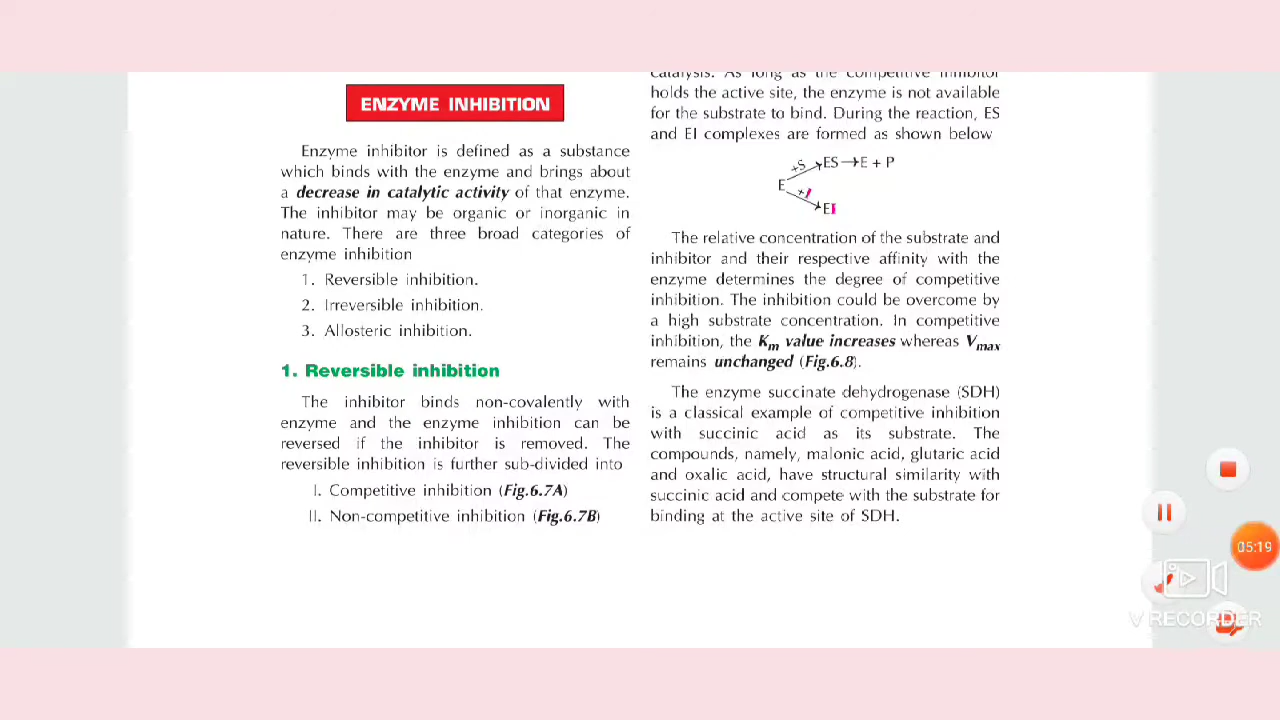 ENZYME INHIBITION
Enzyme inhibitor is defined as a substance
which binds with the enzyme and brings about
a decrease in catalytic activity of that enzyme.
The inhibitor may be organic or inorganic in
nature. There are three broad categories of
enzyme inhibition
1. Reversible inhibition.
2. Irreversible inhibition.
3. Allosteric inhibition.
1. Reversible inhibition
The inhibitor binds non-covalently with
enzyme and the enzyme inhibition can be
reversed if the inhibitor is removed. The
reversible inhibition is further sub-divided into
I. Competitive inhibition (Fig.6.7A)
II. Non-competitive inhibition (Fig.6.7B)
catalysis. As long as the competitive inhibitor
holds the active site, the enzyme is not available
for the substrate to bind. During the reaction, ES
and EI complexes are formed as shown below
+S ES→E + P
E
+I
EI
The relative concentration of the substrate and
inhibitor and their respective affinity with the
enzyme determines the degree of competitive
inhibition. The inhibition could be overcome by
a high substrate concentration. In competitive
inhibition, the Km value increases whereas Vmax
remains unchanged (Fig.6.8).
The enzyme succinate dehydrogenase (SDH)
is a classical example of competitive inhibition
with succinic acid as its substrate. The
compounds, namely, malonic acid, glutaric acid
and oxalic acid, have structural similarity with
succinic acid and compete with the substrate for
binding at the active site of SDH.
05:19
V RECORDER